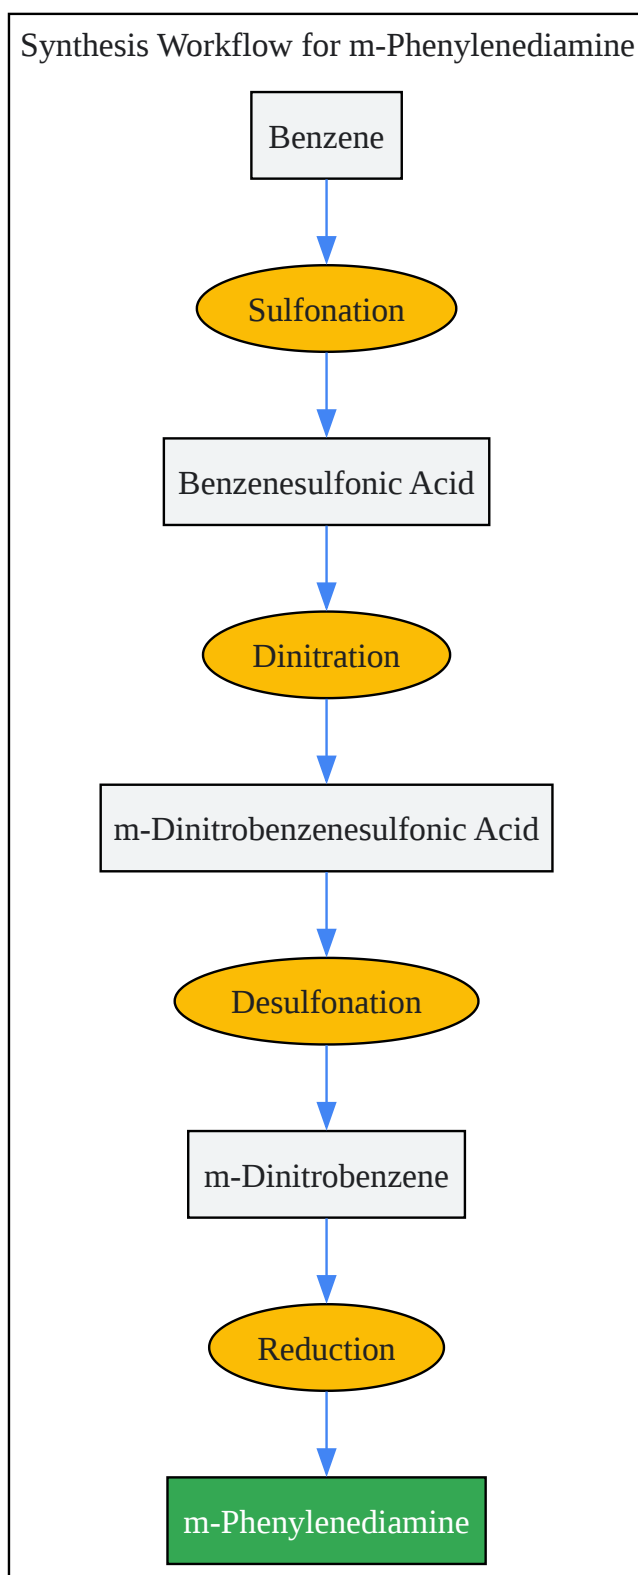 Synthesis Workflow for m-Phenylenediamine
Benzene
Sulfonation
Benzenesulfonic Acid
Dinitration
m-Dinitrobenzenesulfonic Acid
Desulfonation
m-Dinitrobenzene
Reduction
m-Phenylenediamine